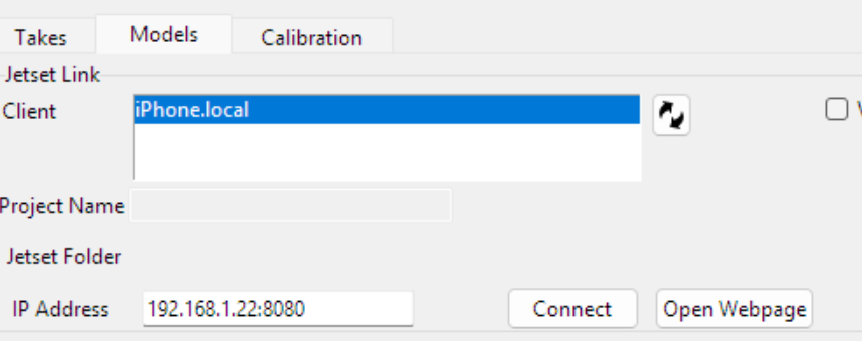 Takes Models Calibration
Jetset Link
Client iPhone.local
Project Name
Jetset Folder
IP Address 192.168.1.22:8080 Connect Open Webpage